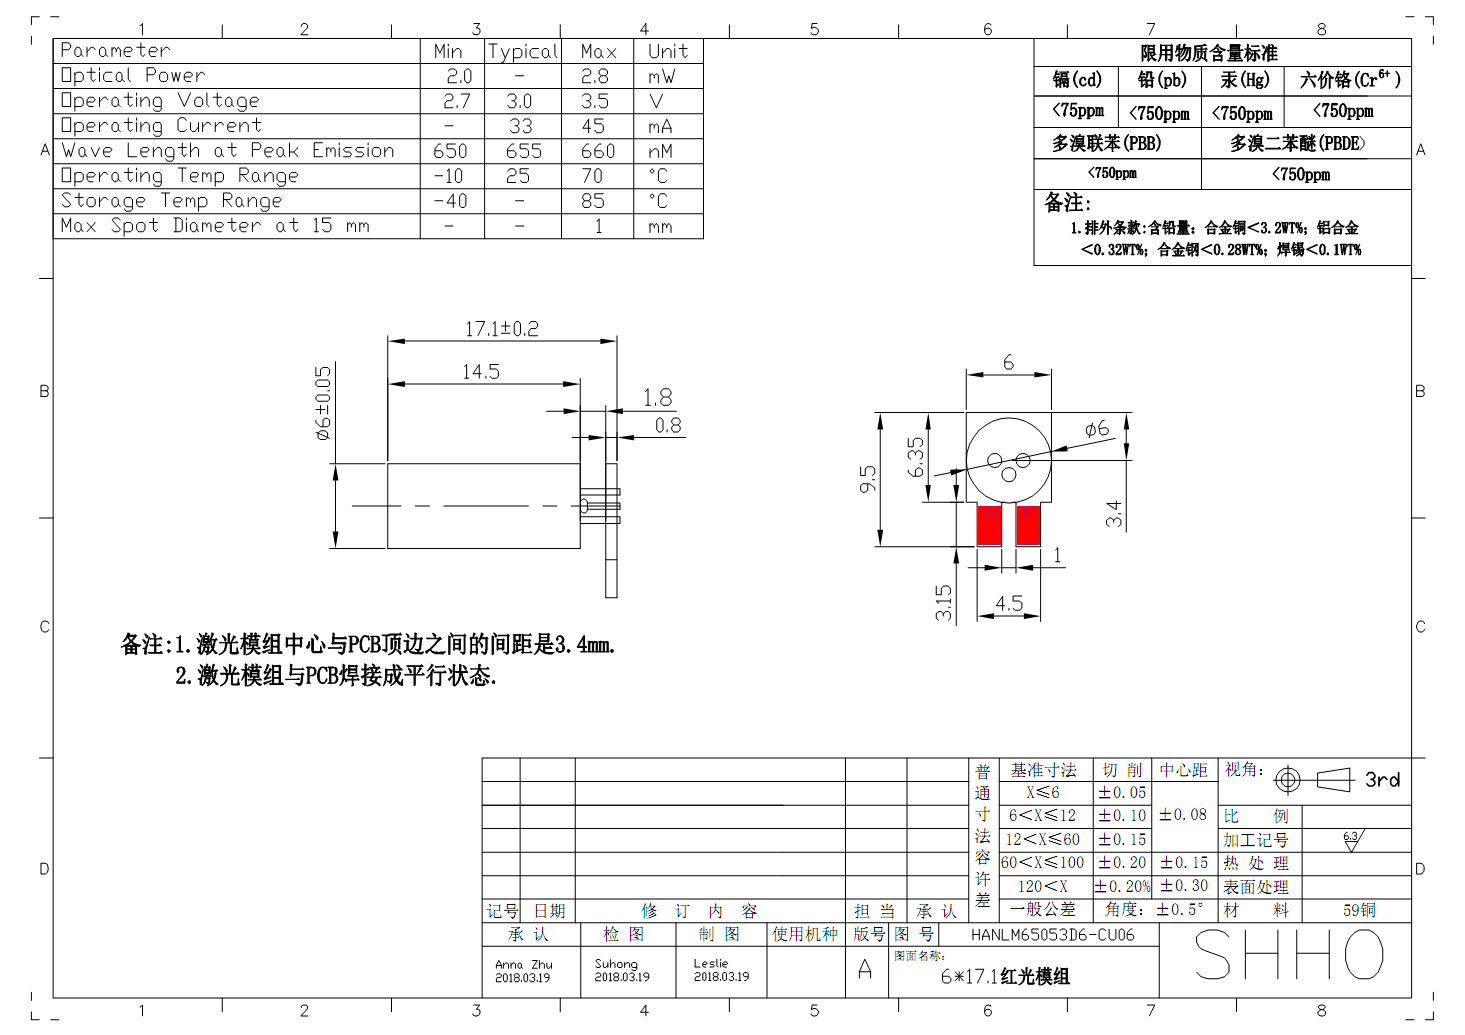 1 2 3 4 5 6 7 8
Parameter Min Typical Max Unit
Optical Power 2.0 - 2.8 mW
Operating Voltage 2.7 3.0 3.5 V
Operating Current - 33 45 mA
Wave Length at Peak Emission 650 655 660 nM
Operating Temp Range -10 25 70 °C
Storage Temp Range -40 - 85 °C
Max Spot Diameter at 15 mm - - 1 mm
限用物质含量标准
镉(cd) 铅(pb) 汞(Hg) 六价铬(Cr6+)
<75ppm <750ppm <750ppm <750ppm
多溴联苯(PBB) 多溴二苯醚(PBDE)
<750ppm <750ppm
备注:
1.排外条款:含铅量: 合金铜<3.2WT%; 铝合金
<0.32WT%; 合金钢<0.28WT%; 焊锡<0.1WT%
A A
B B
C C
D D
17.1±0.2
14.5
1.8
0.8
ø6±0.05
6
ø6
9.5
6.35
3.4
3.15
1
4.5
备注:1.激光模组中心与PCB顶边之间的间距是3.4mm.
2.激光模组与PCB焊接成平行状态.
普通寸法容许差
基准寸法 切削 中心距 视角: 3rd
X≤6 ±0.05
6<X≤12 ±0.10 ±0.08 比 例
12<X≤60 ±0.15 加工记号 6.3
60<X≤100 ±0.20 ±0.15 热处理
120<X ±0.20% ±0.30 表面处理
一般公差 角度: ±0.5° 材 料 59铜
记号 日期 修订内容 担当 承认
承认 检图 制图 使用机种 版号 图号 HANLM65053D6-CU06
Anna Zhu Suhong Leslie
2018.03.19 2018.03.19 2018.03.19
A
图面名称:
6*17.1红光模组
SHHO
1 2 3 4 5 6 7 8